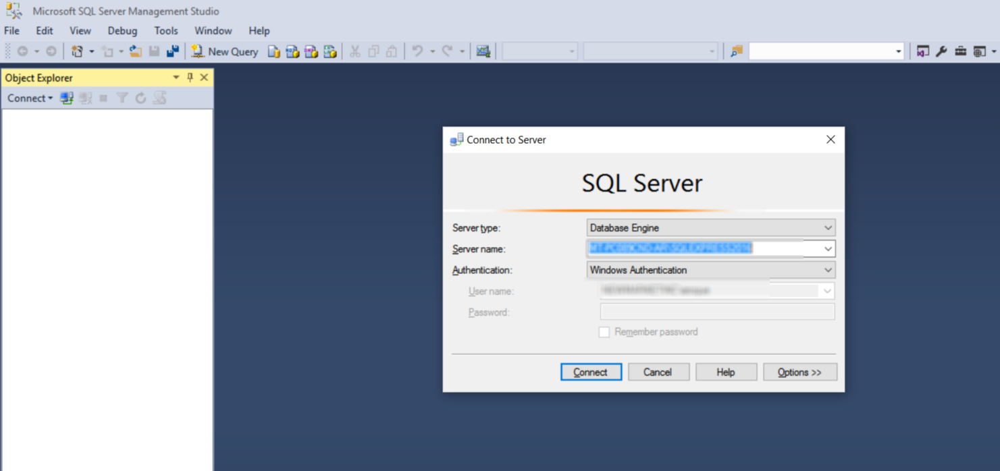 Microsoft SQL Server Management Studio
File Edit View Debug Tools Window Help
New Query
Object Explorer
Connect
Connect to Server
SQL Server
Server type: Database Engine
Server name:
Authentication: Windows Authentication
User name:
Password:
Remember password
Connect Cancel Help Options >>